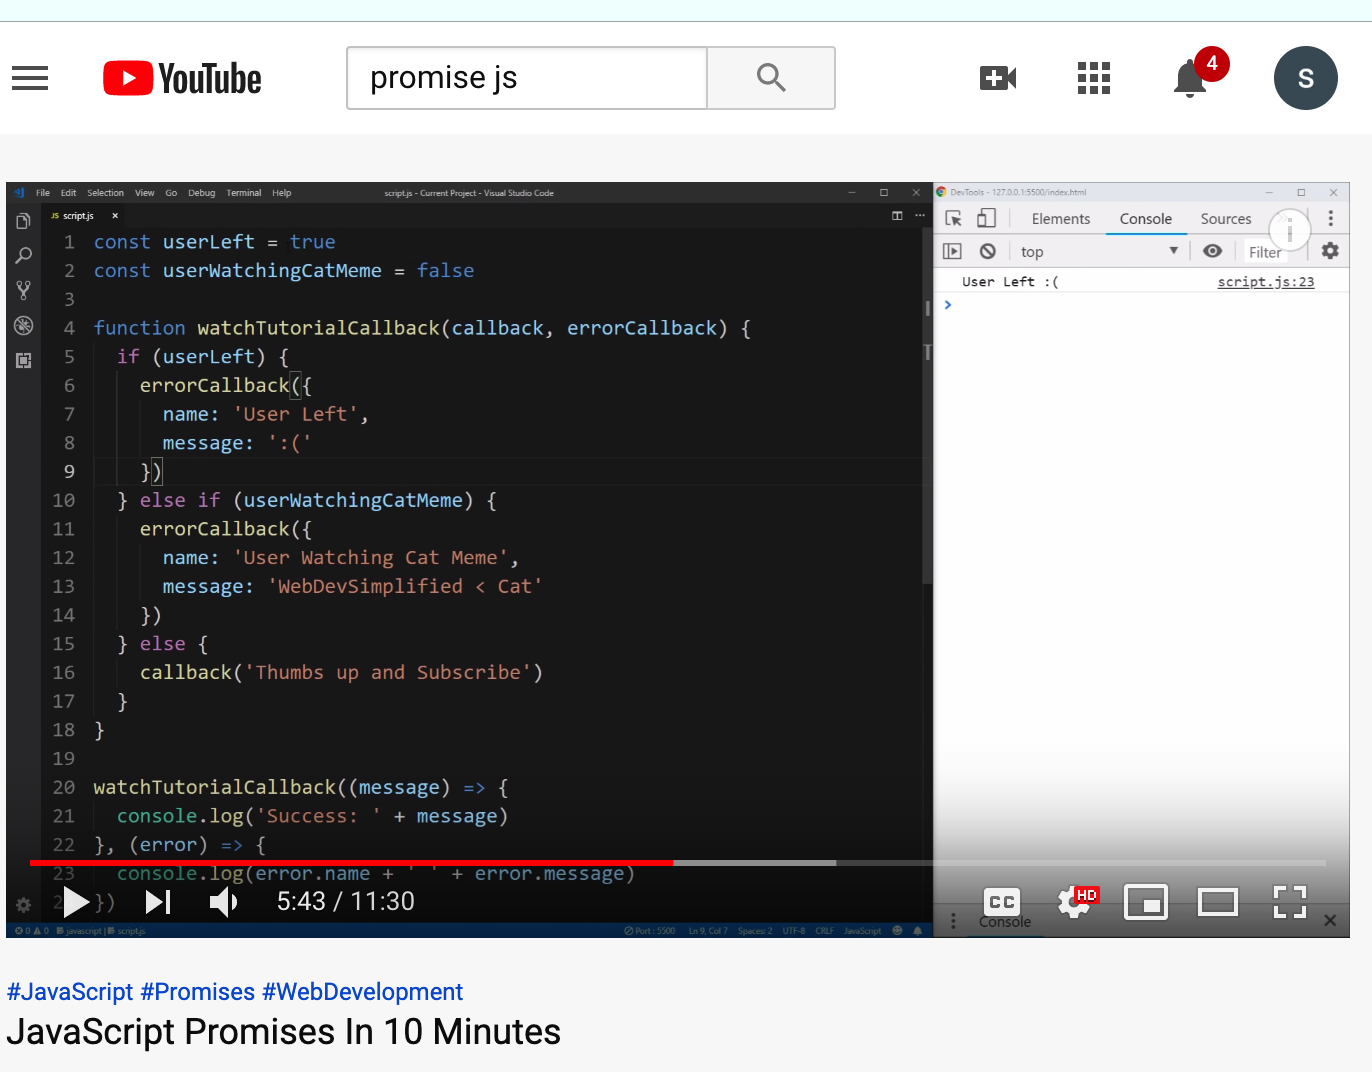 YouTube
promise js
4
S
File Edit Selection View Go Debug Terminal Help
script.js - Current Project - Visual Studio Code
JS script.js ×
1 const userLeft = true
2 const userWatchingCatMeme = false
3
4 function watchTutorialCallback(callback, errorCallback) {
5 if (userLeft) {
6 errorCallback({
7 name: 'User Left',
8 message: ':('
9 })
10 } else if (userWatchingCatMeme) {
11 errorCallback({
12 name: 'User Watching Cat Meme',
13 message: 'WebDevSimplified < Cat'
14 })
15 } else {
16 callback('Thumbs up and Subscribe')
17 }
18 }
19
20 watchTutorialCallback((message) => {
21 console.log('Success: ' + message)
22 }, (error) => {
23 console.log(error.name + ' ' + error.message)
})
5:43 / 11:30
0 0 javascript | script.js
Port : 5500 Ln 9, Col 7 Spaces: 2 UTF-8 CRLF JavaScript
DevTools - 127.0.0.1:5500/index.html
Elements Console Sources
top Filter
User Left :( script.js:23
CC HD
Console
#JavaScript #Promises #WebDevelopment
JavaScript Promises In 10 Minutes